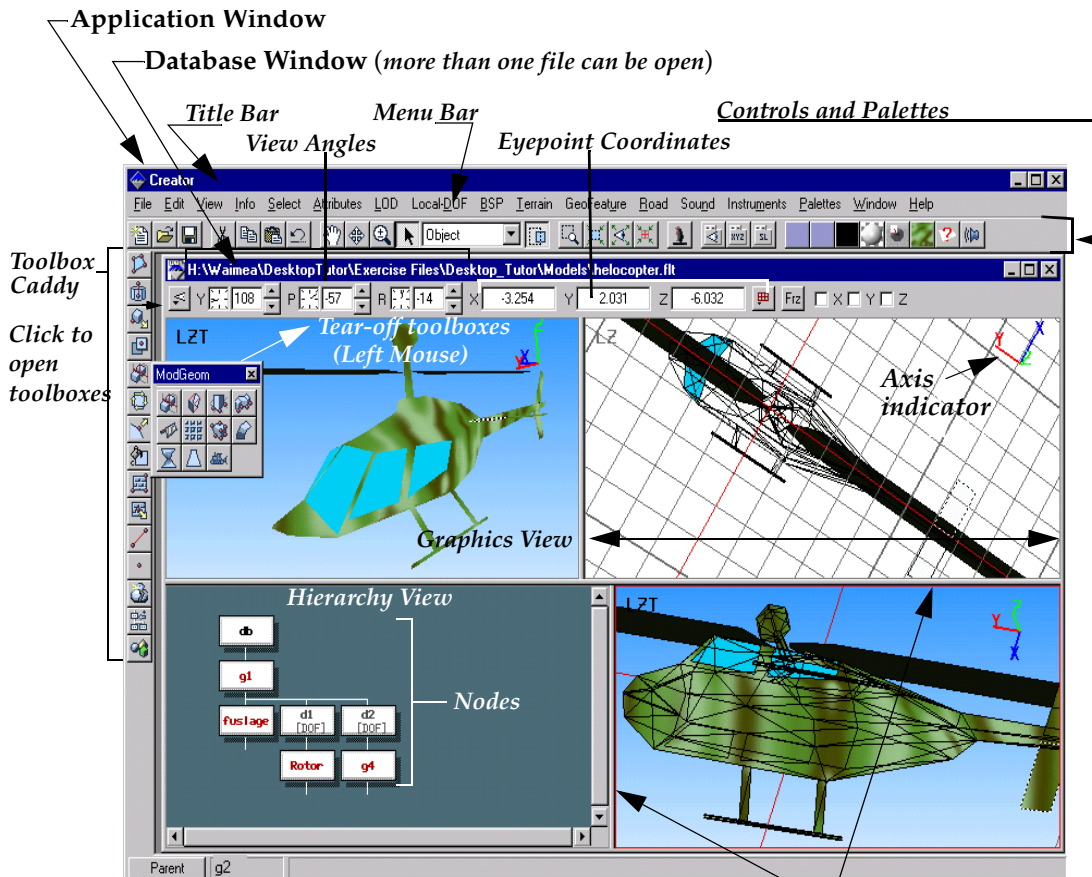 Application Window
Database Window (more than one file can be open)
Title Bar
Menu Bar
Controls and Palettes
View Angles
Eyepoint Coordinates
Creator
File Edit View Info Select Attributes LOD Local-DOF BSP Terrain GeoFeature Road Sound Instruments Palettes Window Help
Object
XYZ
SL
?
Toolbox
Caddy
H:\Waimea\DesktopTutor\Exercise Files\Desktop_Tutor\Models\helocopter.flt
Y 108 P -57 R -14 X -3.254 Y 2.031 Z -6.032 Frz X Y Z
Click to
open
toolboxes
LZT
Tear-off toolboxes
(Left Mouse)
X
Z
Y
LZ
Y
X
Z
Axis
indicator
ModGeom
Graphics View
Hierarchy View
db
g1
fuslage
d1
[DOF]
d2
[DOF]
Rotor
g4
Nodes
LZT
Z
Y
X
Parent g2